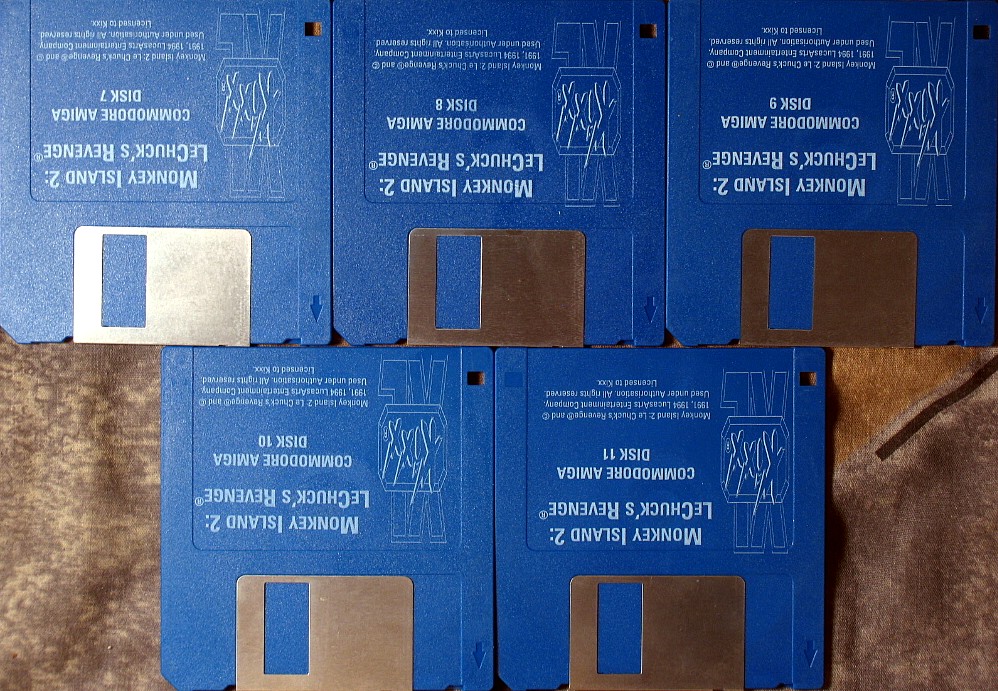 MONKEY ISLAND 2:
LECHUCK'S REVENGE®
COMMODORE AMIGA
DISK 7
Monkey Island 2: Le Chuck's Revenge® and ©
1991, 1994 LucasArts Entertainment Company.
Used under Authorisation. All rights reserved.
Licensed to Kixx.
MONKEY ISLAND 2:
LECHUCK'S REVENGE®
COMMODORE AMIGA
DISK 8
Monkey Island 2: Le Chuck's Revenge® and ©
1991, 1994 LucasArts Entertainment Company.
Used under Authorisation. All rights reserved.
Licensed to Kixx.
MONKEY ISLAND 2:
LECHUCK'S REVENGE®
COMMODORE AMIGA
DISK 9
Monkey Island 2: Le Chuck's Revenge® and ©
1991, 1994 LucasArts Entertainment Company.
Used under Authorisation. All rights reserved.
Licensed to Kixx.
MONKEY ISLAND 2:
LECHUCK'S REVENGE®
COMMODORE AMIGA
DISK 10
Monkey Island 2: Le Chuck's Revenge® and ©
1991, 1994 LucasArts Entertainment Company.
Used under Authorisation. All rights reserved.
Licensed to Kixx.
MONKEY ISLAND 2:
LECHUCK'S REVENGE®
COMMODORE AMIGA
DISK 11
Monkey Island 2: Le Chuck's Revenge® and ©
1991, 1994 LucasArts Entertainment Company.
Used under Authorisation. All rights reserved.
Licensed to Kixx.